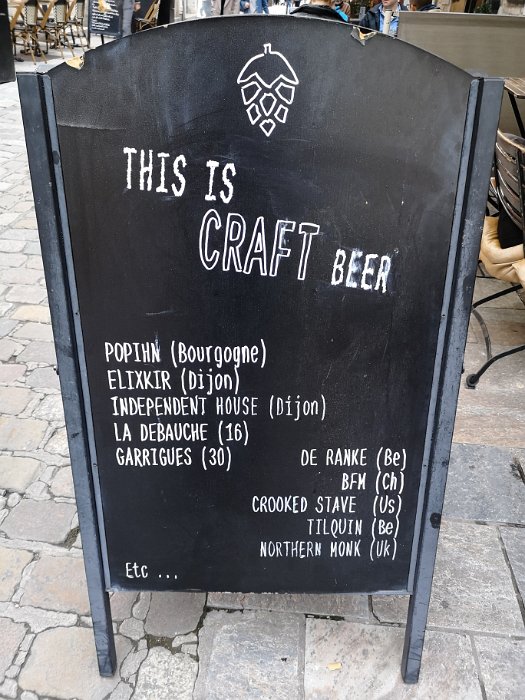 THIS IS
CRAFT BEER
POPIHN (Bourgogne)
ELIXKIR (Dijon)
INDEPENDENT HOUSE (Dijon)
LA DEBAUCHE (16)
GARRIGUES (30)
DE RANKE (Be)
BFM (Ch)
CROOKED STAVE (Us)
TILQUIN (Be)
NORTHERN MONK (Uk)
Etc ...